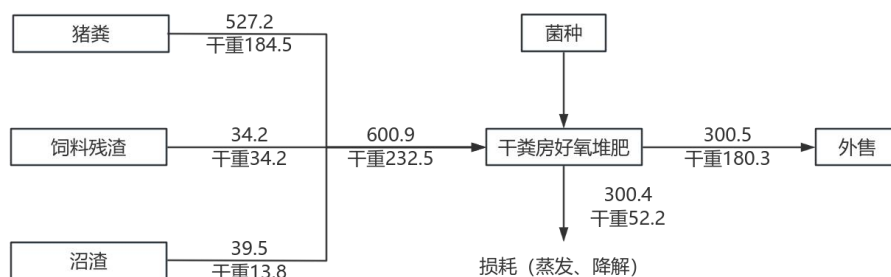 猪粪
527.2
干重184.5
菌种
饲料残渣
34.2
干重34.2
600.9
干重232.5
干粪房好氧堆肥
300.5
干重180.3
外售
300.4
干重52.2
沼渣
39.5
干重13.8
损耗（蒸发、降解）